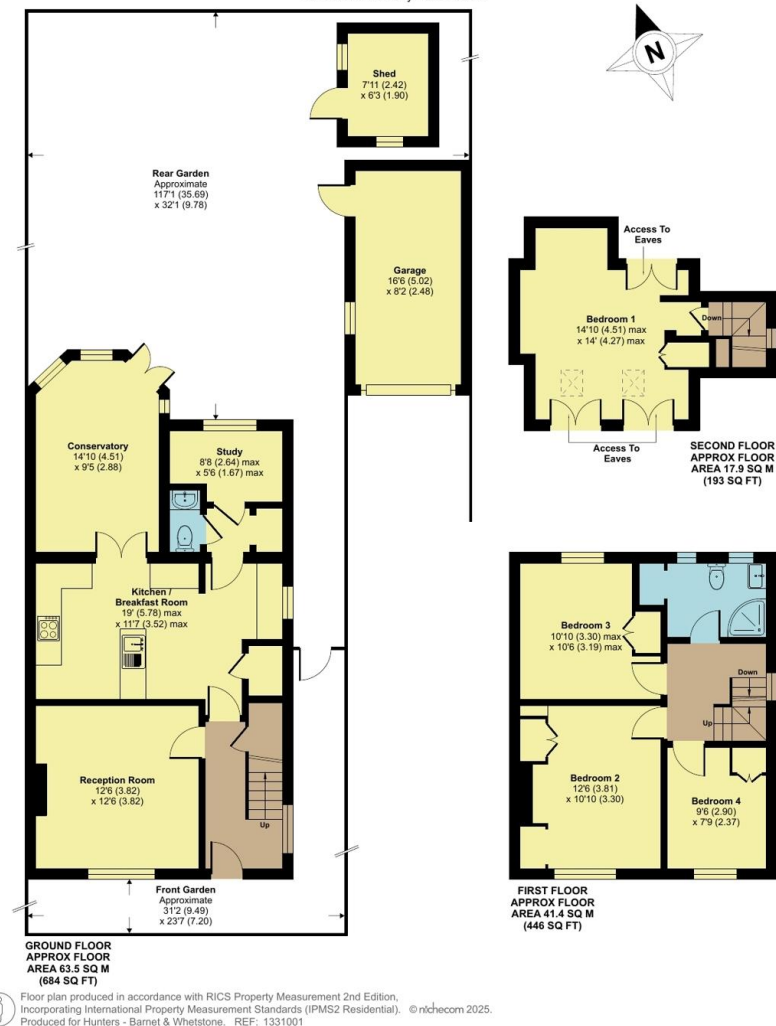 N
Shed
7'11 (2.42)
x 6'3 (1.90)
Rear Garden
Approximate
117'1 (35.69)
x 32'1 (9.78)
Garage
16'6 (5.02)
x 8'2 (2.48)
Access To
Eaves
Bedroom 1
14'10 (4.51) max
x 14' (4.27) max
Down
Access To
Eaves
SECOND FLOOR
APPROX FLOOR
AREA 17.9 SQ M
(193 SQ FT)
Conservatory
14'10 (4.51)
x 9'5 (2.88)
Study
8'8 (2.64) max
x 5'6 (1.67) max
Kitchen /
Breakfast Room
19' (5.78) max
x 11'7 (3.52) max
Reception Room
12'6 (3.82)
x 12'6 (3.82)
Up
Front Garden
Approximate
31'2 (9.49)
x 23'7 (7.20)
GROUND FLOOR
APPROX FLOOR
AREA 63.5 SQ M
(684 SQ FT)
Bedroom 3
10'10 (3.30) max
x 10'6 (3.19) max
Down
Up
Bedroom 2
12'6 (3.81)
x 10'10 (3.30)
Bedroom 4
9'6 (2.90)
x 7'9 (2.37)
FIRST FLOOR
APPROX FLOOR
AREA 41.4 SQ M
(446 SQ FT)
Floor plan produced in accordance with RICS Property Measurement 2nd Edition,
Incorporating International Property Measurement Standards (IPMS2 Residential). © nichecom 2025.
Produced for Hunters - Barnet & Whetstone. REF: 1331001